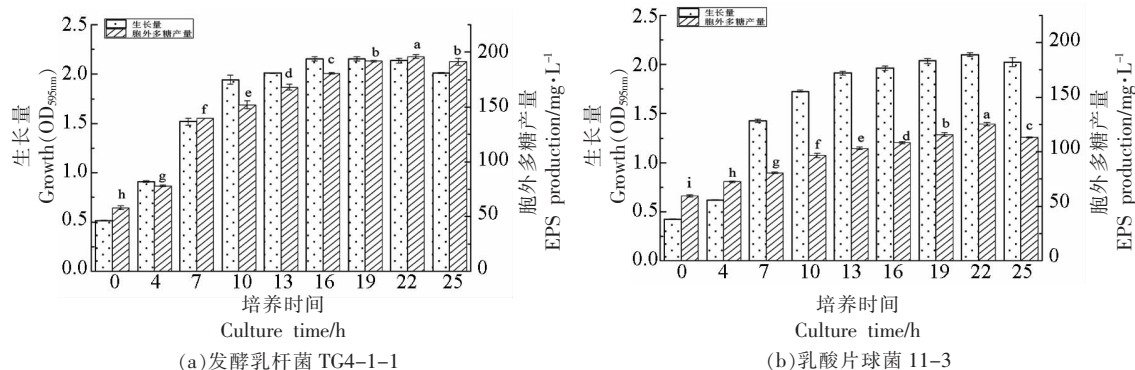 2.5
2.0
1.5
1.0
0.5
0.0
生长量
Growth(OD595nm)
生长量
胞外多糖产量
h g f e d c b a b
200
150
100
50
0
胞外多糖产量
EPS production/mg·L-1
0 4 7 10 13 16 19 22 25
培养时间
Culture time/h
(a)发酵乳杆菌 TG4-1-1
2.5
2.0
1.5
1.0
0.5
0.0
生长量
Growth(OD595nm)
生长量
胞外多糖产量
i h g f e d b a c
200
150
100
50
0
胞外多糖产量
EPS production/mg·L-1
0 4 7 10 13 16 19 22 25
培养时间
Culture time/h
(b)乳酸片球菌 11-3